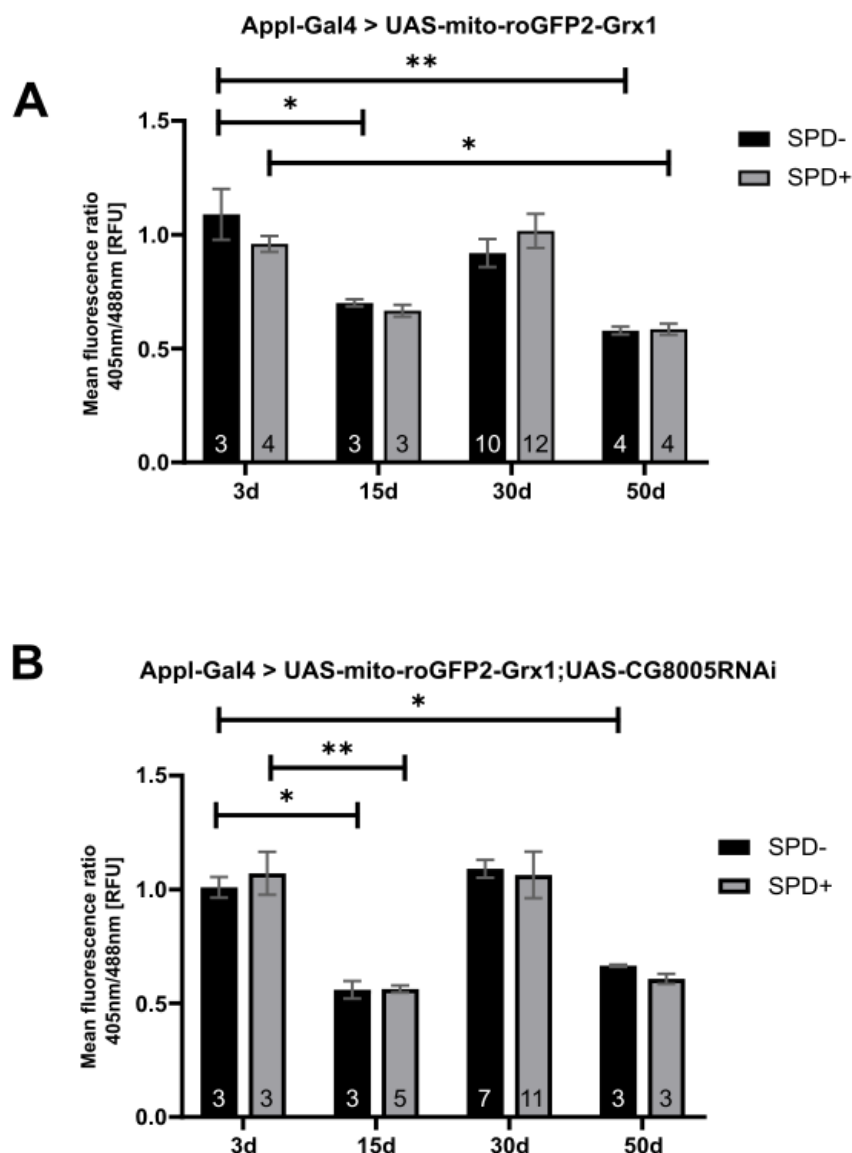 Appl-Gal4 > UAS-mito-roGFP2-Grx1
A
**
*
*
SPD-
SPD+
Mean fluorescence ratio
405nm/488nm [RFU]
1.5
1.0
0.5
0.0
3 4 3 3 10 12 4 4
3d 15d 30d 50d
B
Appl-Gal4 > UAS-mito-roGFP2-Grx1;UAS-CG8005RNAi
*
**
*
SPD-
SPD+
Mean fluorescence ratio
405nm/488nm [RFU]
1.5
1.0
0.5
0.0
3 3 3 5 7 11 3 3
3d 15d 30d 50d